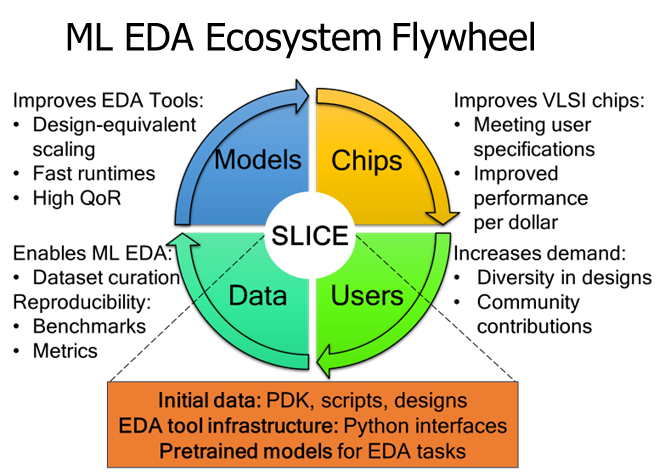 ML EDA Ecosystem Flywheel
Improves EDA Tools:
• Design-equivalent
scaling
• Fast runtimes
• High QoR
Models
Chips
Improves VLSI chips:
• Meeting user
specifications
• Improved
performance
per dollar
SLICE
Enables ML EDA:
• Dataset curation
Reproducibility:
• Benchmarks
• Metrics
Data
Users
Increases demand:
• Diversity in designs
• Community
contributions
Initial data: PDK, scripts, designs
EDA tool infrastructure: Python interfaces
Pretrained models for EDA tasks